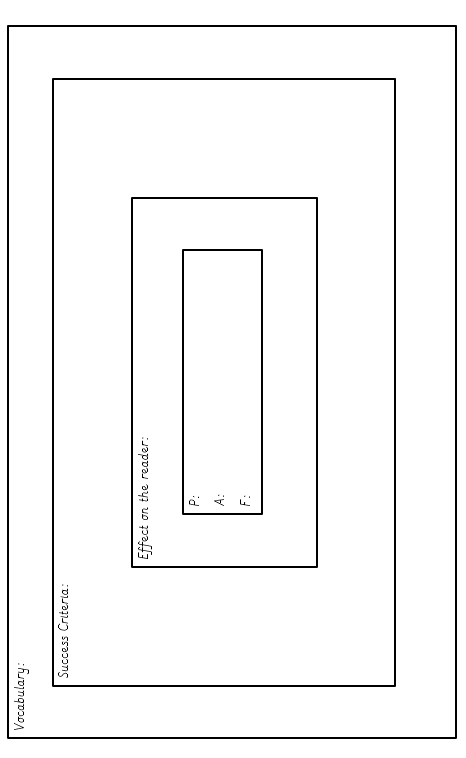 Vocabulary:
Success Criteria:
Effect on the reader:
P:
A:
F: